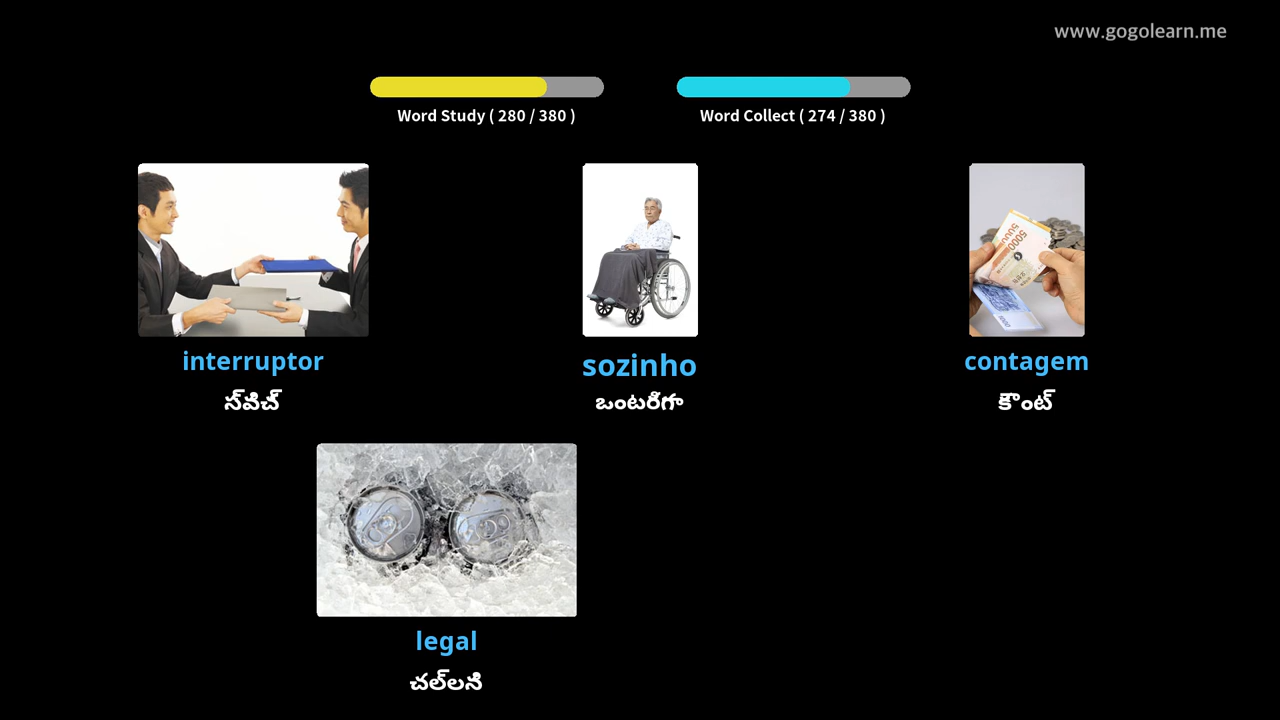 www.gogolearn.me
Word Study ( 280 / 380 )
Word Collect ( 274 / 380 )
interruptor
sozinho
contagem
స్‌విచ్
ఒంటరిగా
కౌంట్
legal
చల్‌లని